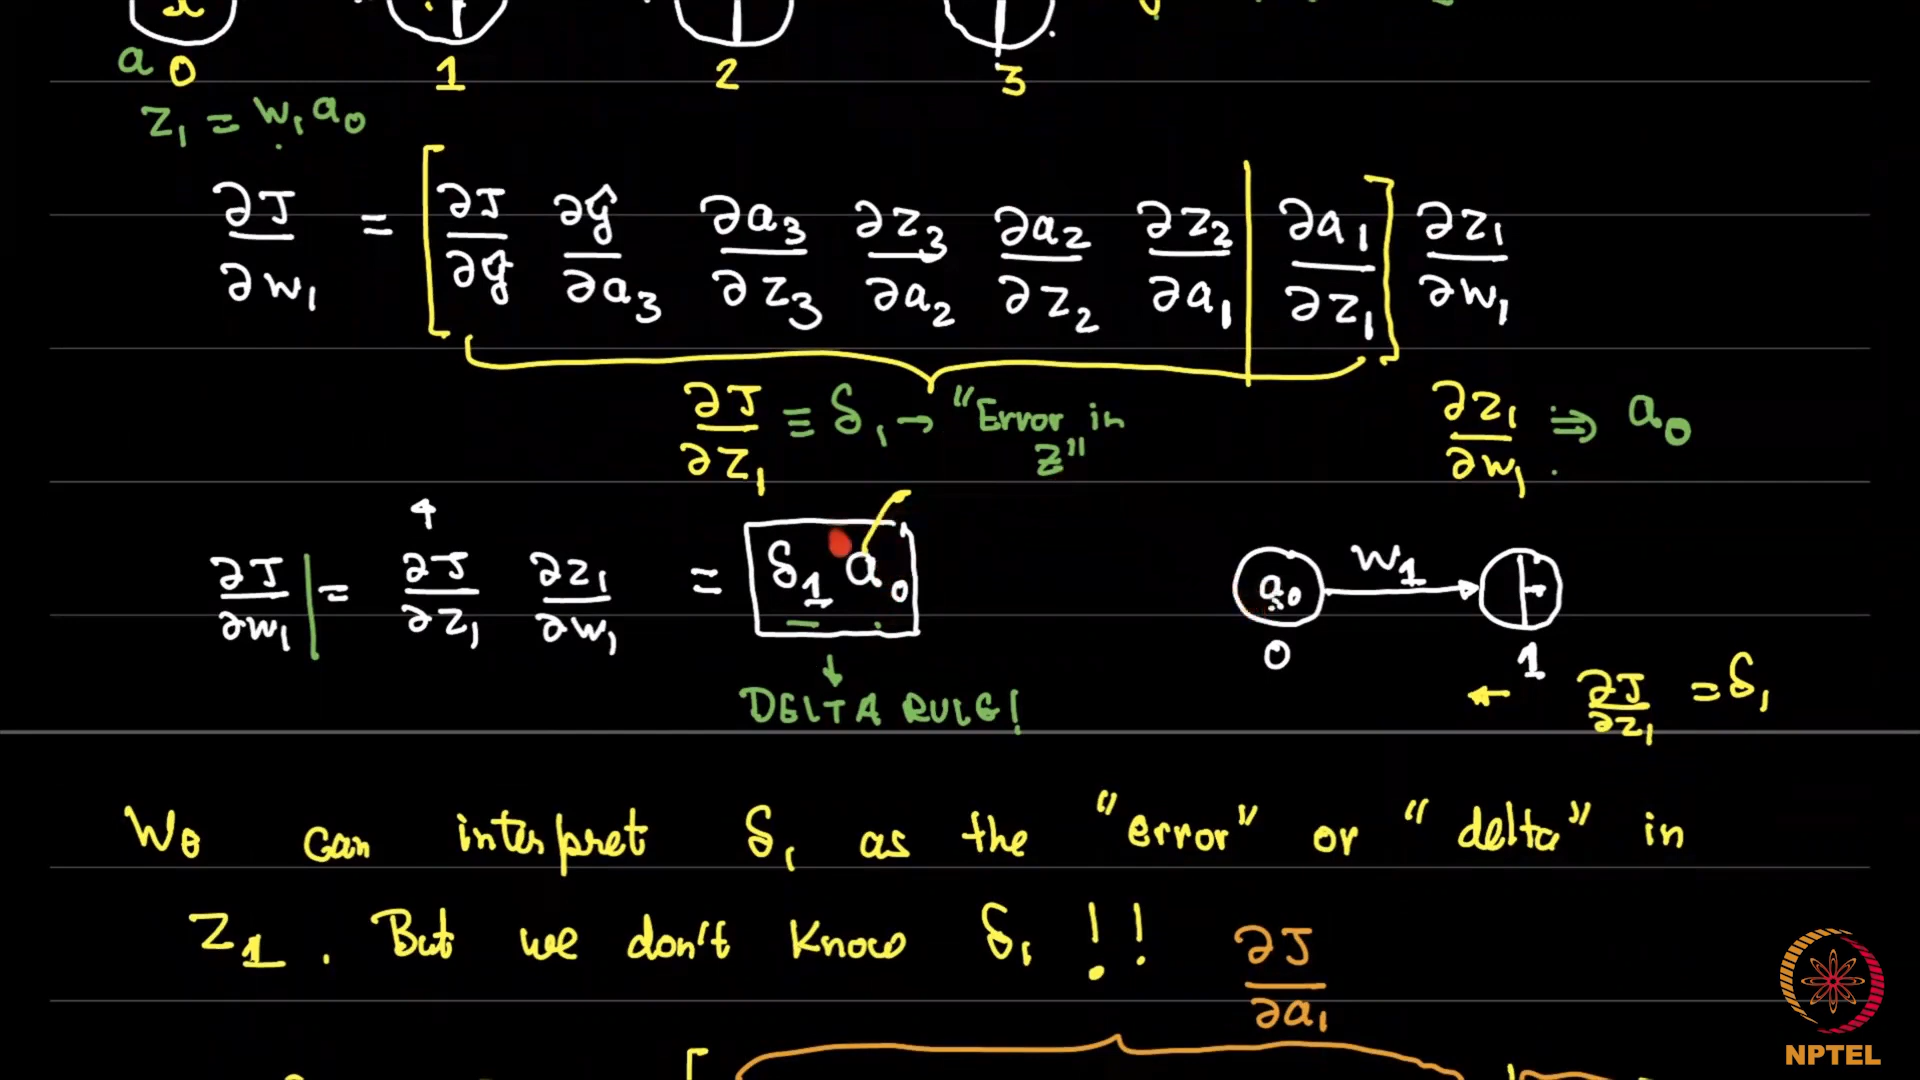 a 0 1 2 3
z₁ = w₁ a₀
∂J/∂w₁ = [ ∂J/∂ŷ ∂ŷ/∂a₃ ∂a₃/∂z₃ ∂z₃/∂a₂ ∂a₂/∂z₂ ∂z₂/∂a₁ | ∂a₁/∂z₁ ] ∂z₁/∂w₁
∂J/∂z₁ ≡ δ₁ → "Error in z"
∂z₁/∂w₁ ⇒ a₀
∂J/∂w₁ = ∂J/∂z₁ ∂z₁/∂w₁ = δ₁ a₀
a₀ w₁
0 1
← ∂J/∂z₁ = δ₁
↓
DELTA RULE!
We can interpret δ₁ as the "error" or "delta" in
z₁. But we don't know δ₁ !!
∂J/∂a₁
NPTEL